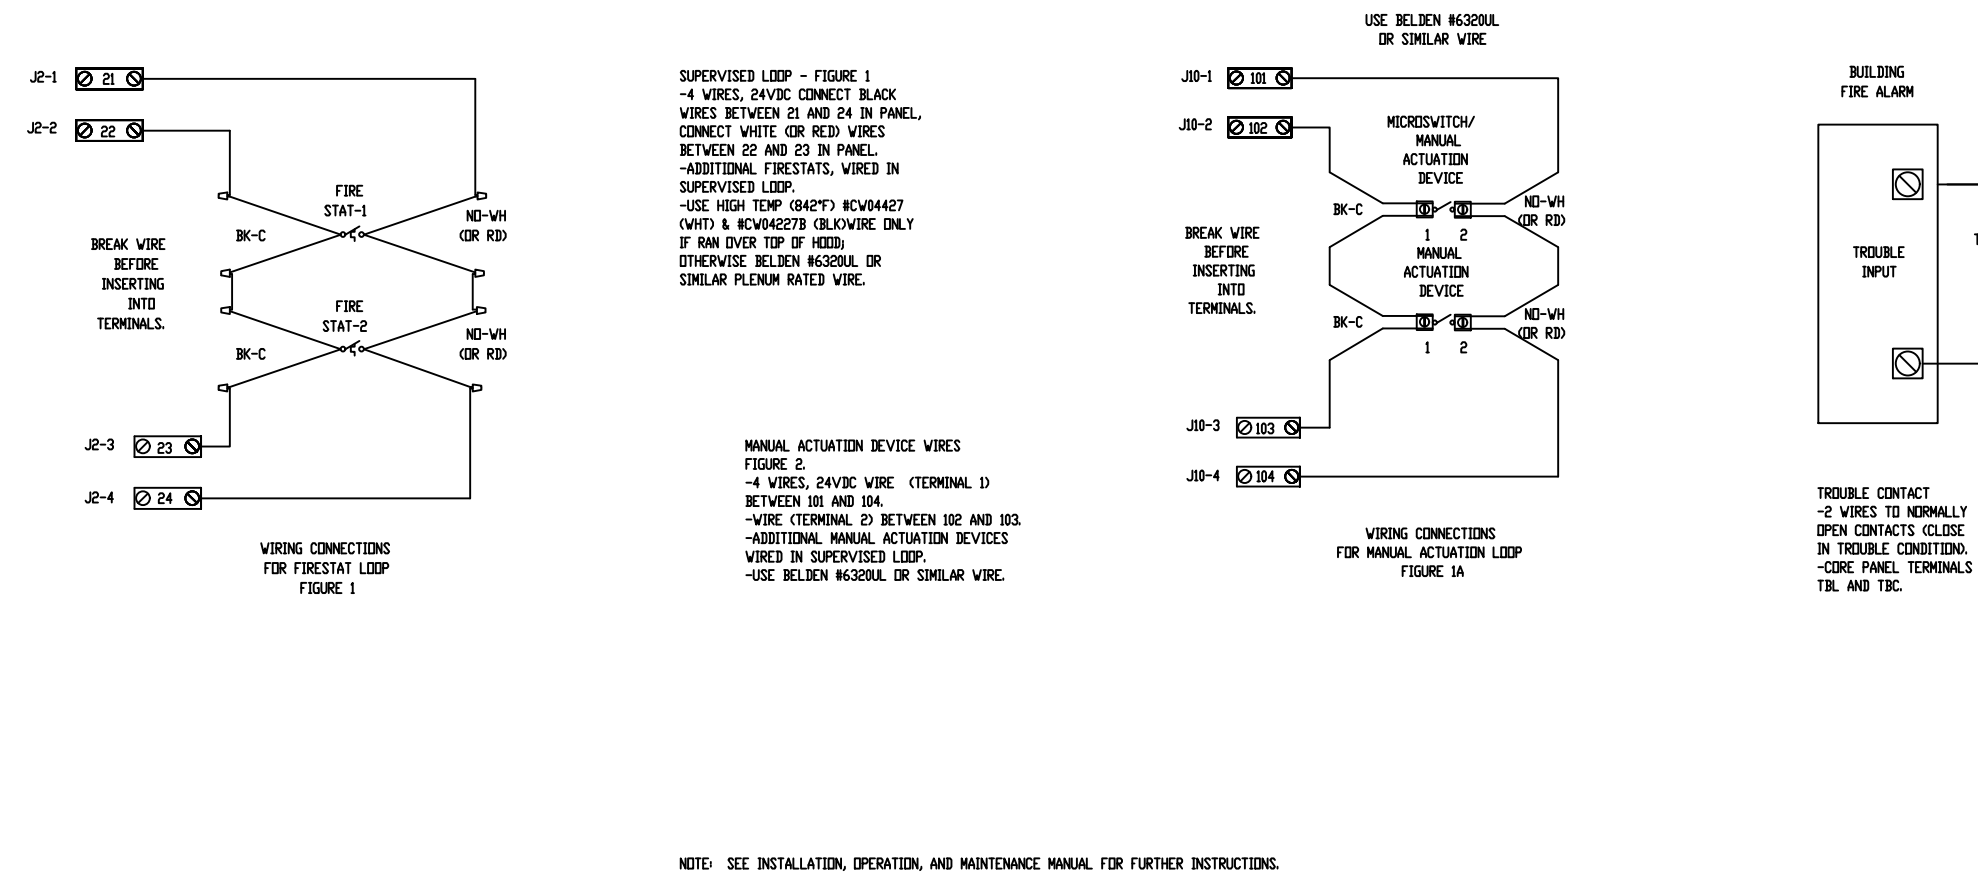 J2-1
21
J2-2
22
FIRE
STAT-1
BK-C
NO-WH
(OR RD)
BREAK WIRE
BEFORE
INSERTING
INTO
TERMINALS.
FIRE
STAT-2
BK-C
NO-WH
(OR RD)
J2-3
23
J2-4
24
WIRING CONNECTIONS
FOR FIRESTAT LOOP
FIGURE 1
SUPERVISED LOOP - FIGURE 1
-4 WIRES, 24VDC CONNECT BLACK
WIRES BETWEEN 21 AND 24 IN PANEL,
CONNECT WHITE (OR RED) WIRES
BETWEEN 22 AND 23 IN PANEL.
-ADDITIONAL FIRESTATS, WIRED IN
SUPERVISED LOOP.
-USE HIGH TEMP (842°F) #CW04427
(WHT) & #CW04227B (BLK)WIRE ONLY
IF RAN OVER TOP OF HOOD;
OTHERWISE BELDEN #6320UL OR
SIMILAR PLENUM RATED WIRE.
MANUAL ACTUATION DEVICE WIRES
FIGURE 2.
-4 WIRES, 24VDC WIRE (TERMINAL 1)
BETWEEN 101 AND 104.
-WIRE (TERMINAL 2) BETWEEN 102 AND 103.
-ADDITIONAL MANUAL ACTUATION DEVICES
WIRED IN SUPERVISED LOOP.
-USE BELDEN #6320UL OR SIMILAR WIRE.
USE BELDEN #6320UL
OR SIMILAR WIRE
J10-1
101
J10-2
102
MICROSWITCH/
MANUAL
ACTUATION
DEVICE
BK-C
NO-WH
(OR RD)
1 2
BREAK WIRE
BEFORE
INSERTING
INTO
TERMINALS.
MANUAL
ACTUATION
DEVICE
BK-C
NO-WH
(OR RD)
1 2
J10-3
103
J10-4
104
WIRING CONNECTIONS
FOR MANUAL ACTUATION LOOP
FIGURE 1A
BUILDING
FIRE ALARM
TROUBLE
INPUT
TROUBLE CONTACT
-2 WIRES TO NORMALLY
OPEN CONTACTS (CLOSE
IN TROUBLE CONDITION).
-CORE PANEL TERMINALS
TBL AND TBC.
NOTE: SEE INSTALLATION, OPERATION, AND MAINTENANCE MANUAL FOR FURTHER INSTRUCTIONS.